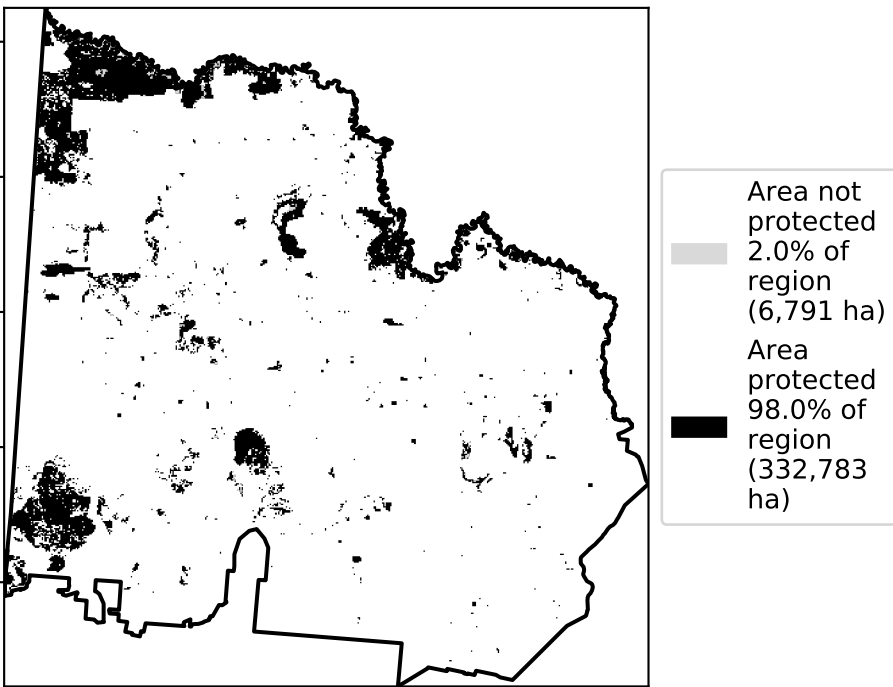 Area not
protected
2.0% of
region
(6,791 ha)
Area
protected
98.0% of
region
(332,783
ha)